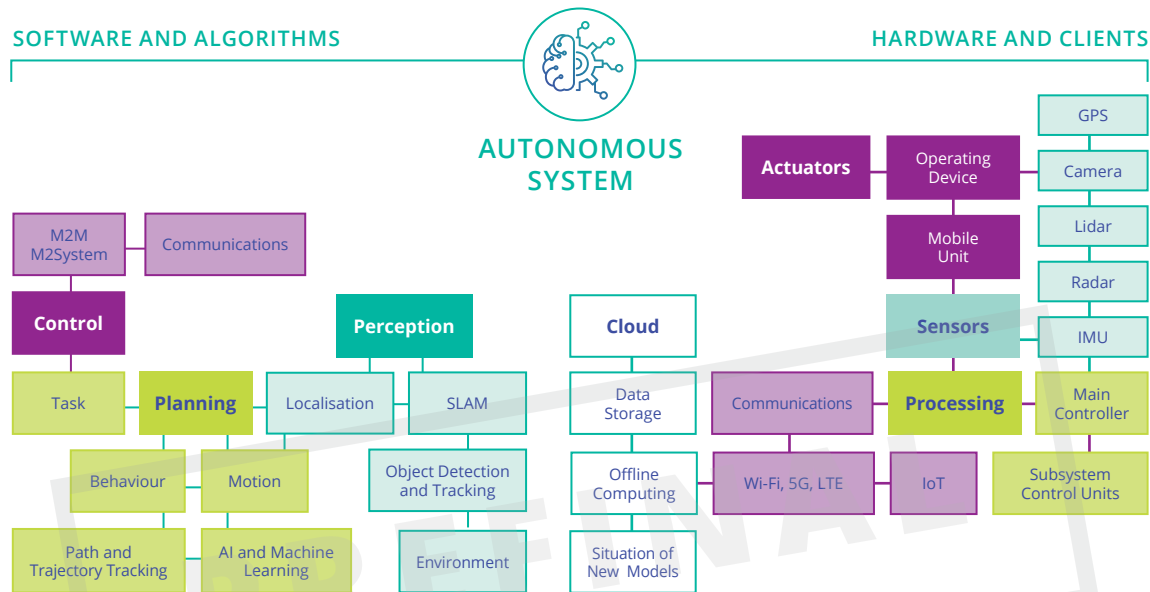 SOFTWARE AND ALGORITHMS
HARDWARE AND CLIENTS
AUTONOMOUS
SYSTEM
GPS
Actuators
Operating
Device
Camera
M2M
M2System
Communications
Mobile
Unit
Lidar
Radar
Control
Perception
Cloud
Sensors
IMU
Task
Planning
Localisation
SLAM
Data
Storage
Communications
Processing
Main
Controller
Behaviour
Motion
Object Detection
and Tracking
Offline
Computing
Wi-Fi, 5G, LTE
IoT
Subsystem
Control Units
Path and
Trajectory Tracking
AI and Machine
Learning
Environment
Situation of
New Models
PREFINAL